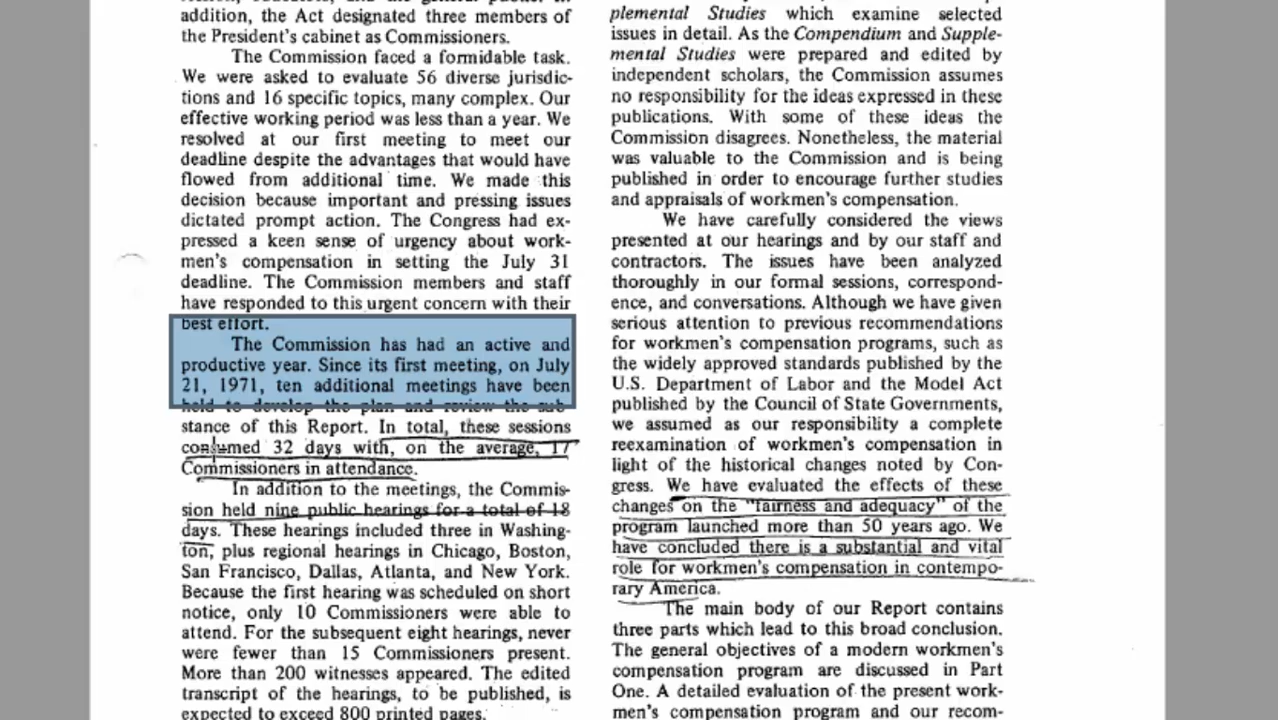 addition, the Act designated three members of
the President's cabinet as Commissioners.
The Commission faced a formidable task.
We were asked to evaluate 56 diverse jurisdic-
tions and 16 specific topics, many complex. Our
effective working period was less than a year. We
resolved at our first meeting to meet our
deadline despite the advantages that would have
flowed from additional time. We made this
decision because important and pressing issues
dictated prompt action. The Congress had ex-
pressed a keen sense of urgency about work-
men's compensation in setting the July 31
deadline. The Commission members and staff
have responded to this urgent concern with their
best effort.
The Commission has had an active and
productive year. Since its first meeting, on July
21, 1971, ten additional meetings have been
held to develop the plan and review the sub-
stance of this Report. In total, these sessions
consumed 32 days with, on the average, 17
Commissioners in attendance.
In addition to the meetings, the Commis-
sion held nine public hearings for a total of 18
days. These hearings included three in Washing-
ton, plus regional hearings in Chicago, Boston,
San Francisco, Dallas, Atlanta, and New York.
Because the first hearing was scheduled on short
notice, only 10 Commissioners were able to
attend. For the subsequent eight hearings, never
were fewer than 15 Commissioners present.
More than 200 witnesses appeared. The edited
transcript of the hearings, to be published, is
expected to exceed 800 printed pages.
plemental Studies which examine selected
issues in detail. As the Compendium and Supple-
mental Studies were prepared and edited by
independent scholars, the Commission assumes
no responsibility for the ideas expressed in these
publications. With some of these ideas the
Commission disagrees. Nonetheless, the material
was valuable to the Commission and is being
published in order to encourage further studies
and appraisals of workmen's compensation.
We have carefully considered the views
presented at our hearings and by our staff and
contractors. The issues have been analyzed
thoroughly in our formal sessions, correspond-
ence, and conversations. Although we have given
serious attention to previous recommendations
for workmen's compensation programs, such as
the widely approved standards published by the
U.S. Department of Labor and the Model Act
published by the Council of State Governments,
we assumed as our responsibility a complete
reexamination of workmen's compensation in
light of the historical changes noted by Con-
gress. We have evaluated the effects of these
changes on the "fairness and adequacy" of the
program launched more than 50 years ago. We
have concluded there is a substantial and vital
role for workmen's compensation in contempo-
rary America.
The main body of our Report contains
three parts which lead to this broad conclusion.
The general objectives of a modern workmen's
compensation program are discussed in Part
One. A detailed evaluation of the present work-
men's compensation program and our recom-